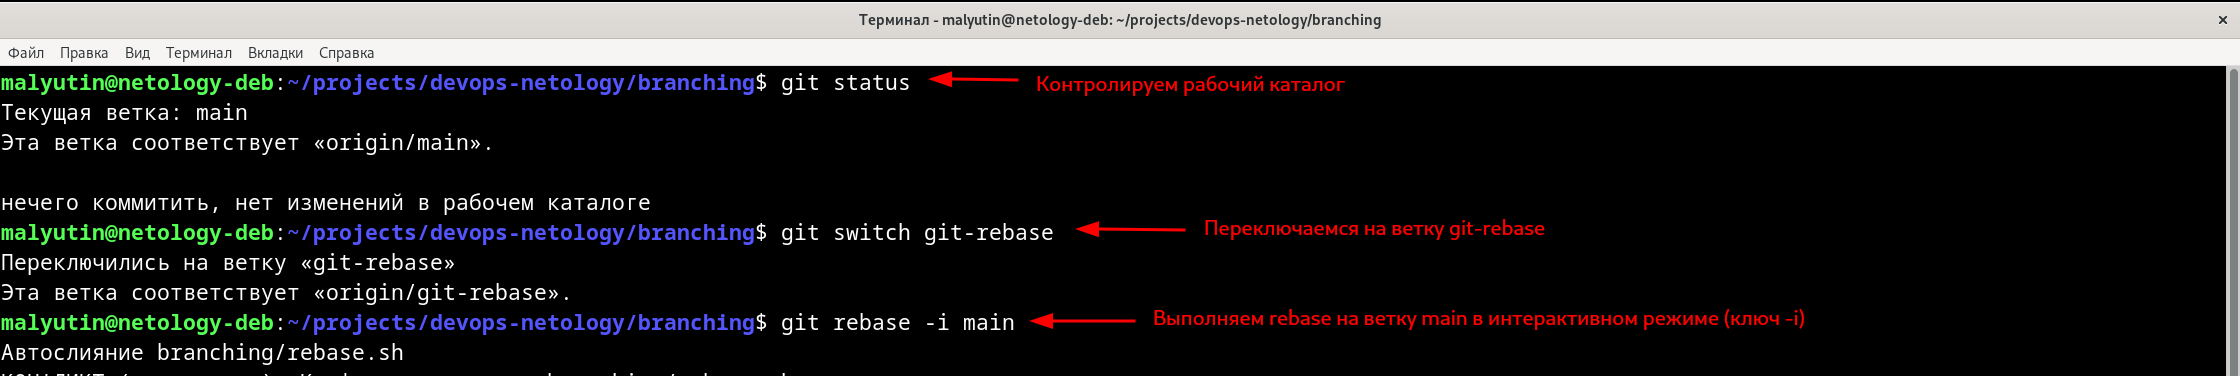 Терминал - malyutin@netology-deb: ~/projects/devops-netology/branching
Файл Правка Вид Терминал Вкладки Справка
malyutin@netology-deb:~/projects/devops-netology/branching$ git status Контролируем рабочий каталог
Текущая ветка: main
Эта ветка соответствует «origin/main».
нечего коммитить, нет изменений в рабочем каталоге
malyutin@netology-deb:~/projects/devops-netology/branching$ git switch git-rebase Переключаемся на ветку git-rebase
Переключились на ветку «git-rebase»
Эта ветка соответствует «origin/git-rebase».
malyutin@netology-deb:~/projects/devops-netology/branching$ git rebase -i main Выполняем rebase на ветку main в интерактивном режиме (ключ -i)
Автослияние branching/rebase.sh